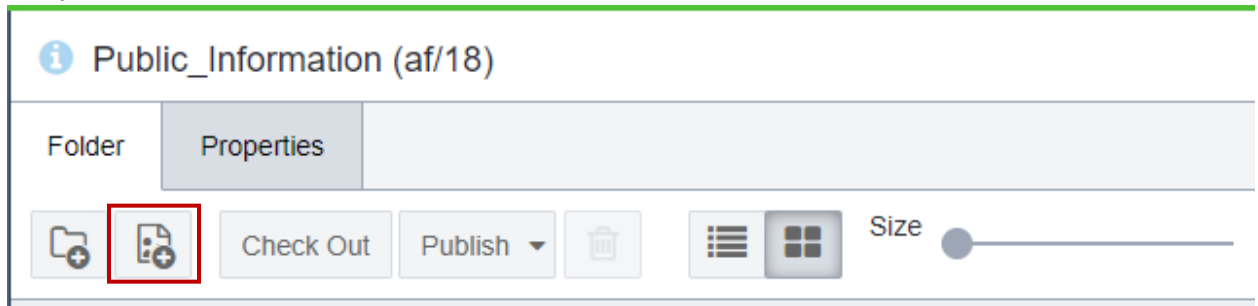 Public_Information (af/18)
Folder Properties
Check Out Publish Size